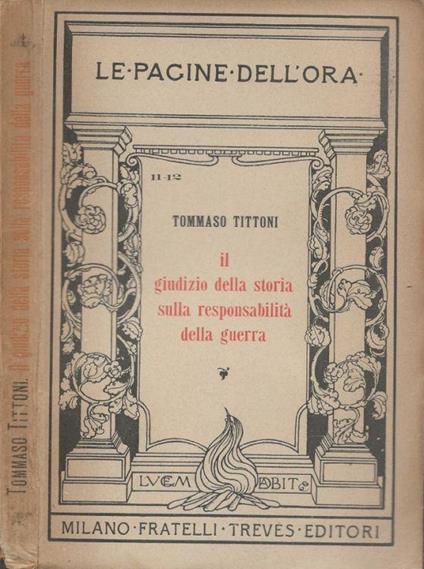 LE·PAGINE·DELL'ORA·
11-12
TOMMASO TITTONI
il
giudizio della storia
sulla responsabilità
della guerra
LVCEM DABIT
MILANO·FRATELLI·TREVES·EDITORI
TOMMASO TITTONI. Il giudizio della storia sulla responsabilità della guerra